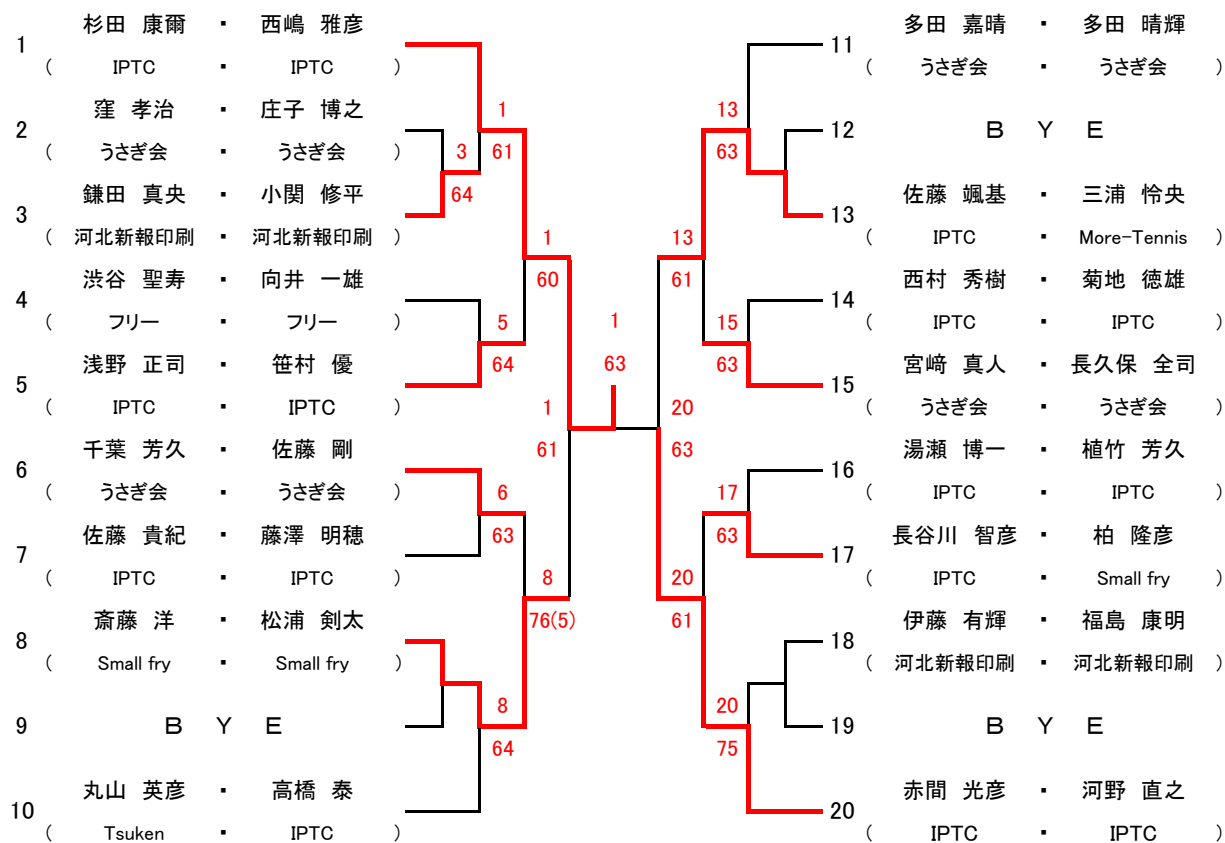 杉田 康爾 ・ 西嶋 雅彦
1
( IPTC ・ IPTC )
窪 孝治 ・ 庄子 博之
2
( うさぎ会 ・ うさぎ会 )
鎌田 真央 ・ 小関 修平
3
( 河北新報印刷 ・ 河北新報印刷 )
渋谷 聖寿 ・ 向井 一雄
4
( フリー ・ フリー )
浅野 正司 ・ 笹村 優
5
( IPTC ・ IPTC )
千葉 芳久 ・ 佐藤 剛
6
( うさぎ会 ・ うさぎ会 )
佐藤 貴紀 ・ 藤澤 明穂
7
( IPTC ・ IPTC )
斎藤 洋 ・ 松浦 剣太
8
( Small fry ・ Small fry )
9 B Y E
丸山 英彦 ・ 高橋 泰
10
( Tsuken ・ IPTC )
3
64
1
61
5
64
6
63
8
64
1
60
8
76(5)
1
61
1
63
20
63
13
61
20
61
13
63
15
63
17
63
20
75
多田 嘉晴 ・ 多田 晴輝
11
( うさぎ会 ・ うさぎ会 )
12 B Y E
佐藤 颯基 ・ 三浦 怜央
13
( IPTC ・ More-Tennis )
西村 秀樹 ・ 菊地 徳雄
14
( IPTC ・ IPTC )
宮﨑 真人 ・ 長久保 全司
15
( うさぎ会 ・ うさぎ会 )
湯瀬 博一 ・ 植竹 芳久
16
( IPTC ・ IPTC )
長谷川 智彦 ・ 柏 隆彦
17
( IPTC ・ Small fry )
伊藤 有輝 ・ 福島 康明
18
( 河北新報印刷 ・ 河北新報印刷 )
19 B Y E
赤間 光彦 ・ 河野 直之
20
( IPTC ・ IPTC )